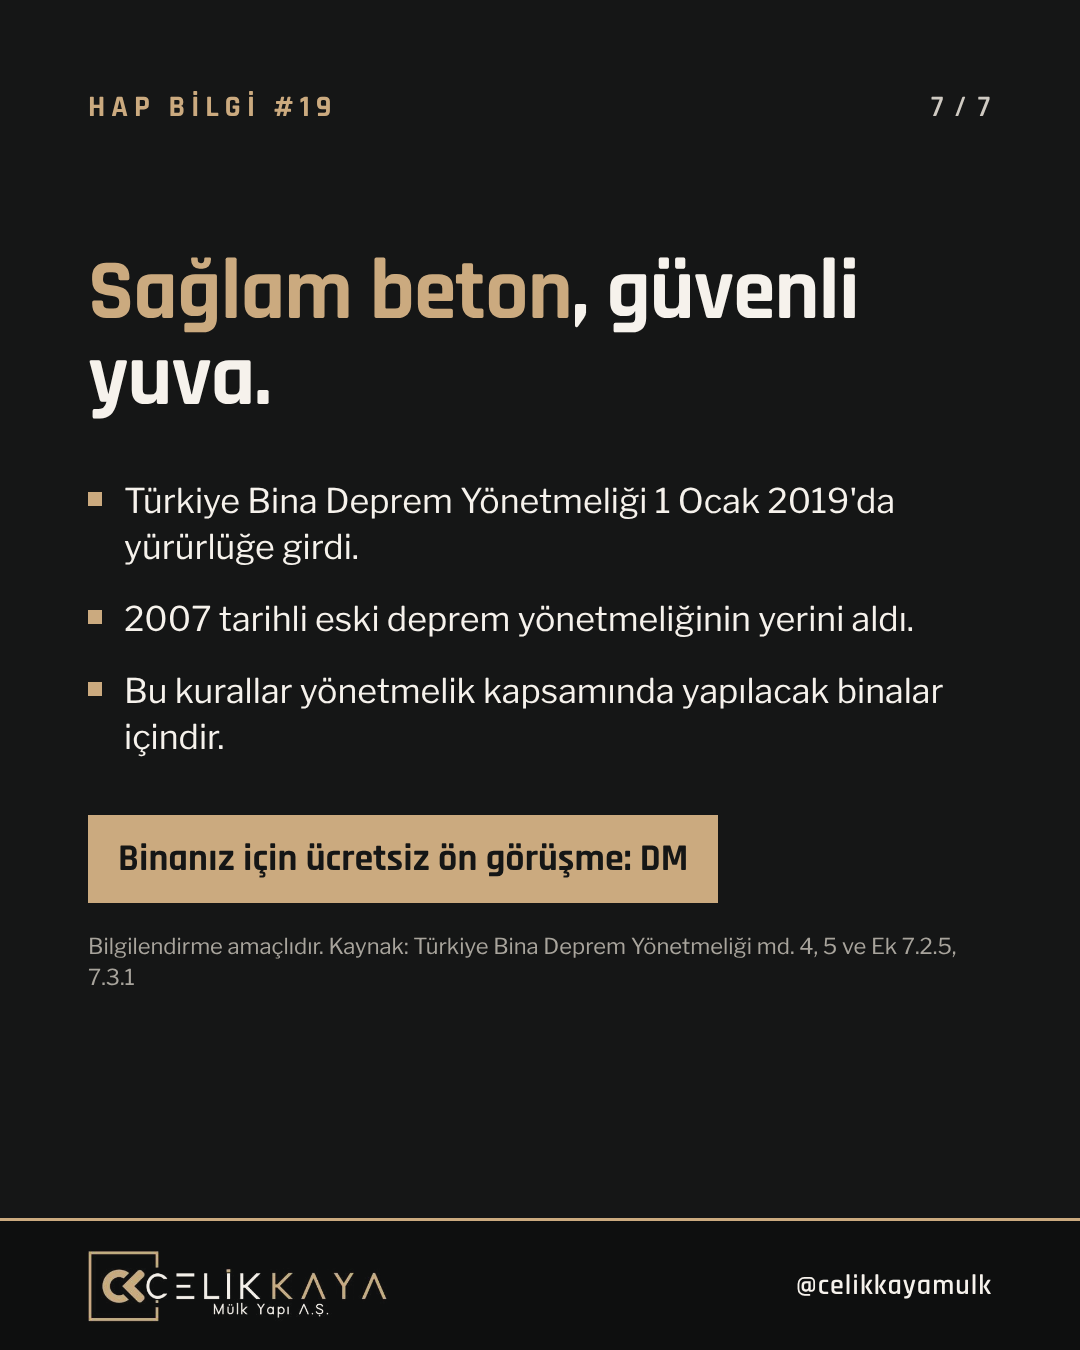 HAP BİLGİ #19
7 / 7
Sağlam beton, güvenli
yuva.
Türkiye Bina Deprem Yönetmeliği 1 Ocak 2019'da
yürürlüğe girdi.
2007 tarihli eski deprem yönetmeliğinin yerini aldı.
Bu kurallar yönetmelik kapsamında yapılacak binalar
içindir.
Binanız için ücretsiz ön görüşme: DM
Bilgilendirme amaçlıdır. Kaynak: Türkiye Bina Deprem Yönetmeliği md. 4, 5 ve Ek 7.2.5,
7.3.1
ÇELİKKAYA
Mülk Yapı A.Ş.
@celikkayamulk